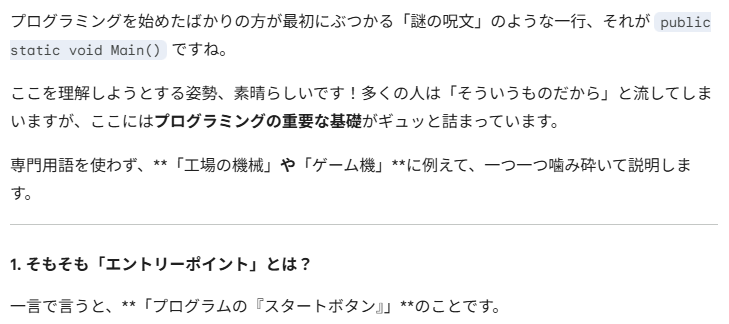 プログラミングを始めたばかりの方が最初にぶつかる「謎の呪文」のような一行、それが public
static void Main() ですね。
ここを理解しようとする姿勢、素晴らしいです！多くの人は「そういうものだから」と流してしま
いますが、ここにはプログラミングの重要な基礎がギュッと詰まっています。
専門用語を使わず、**「工場の機械」や「ゲーム機」**に例えて、一つ一つ噛み砕いて説明しま
す。
1. そもそも「エントリーポイント」とは？
一言で言うと、**「プログラムの『スタートボタン』」**のことです。